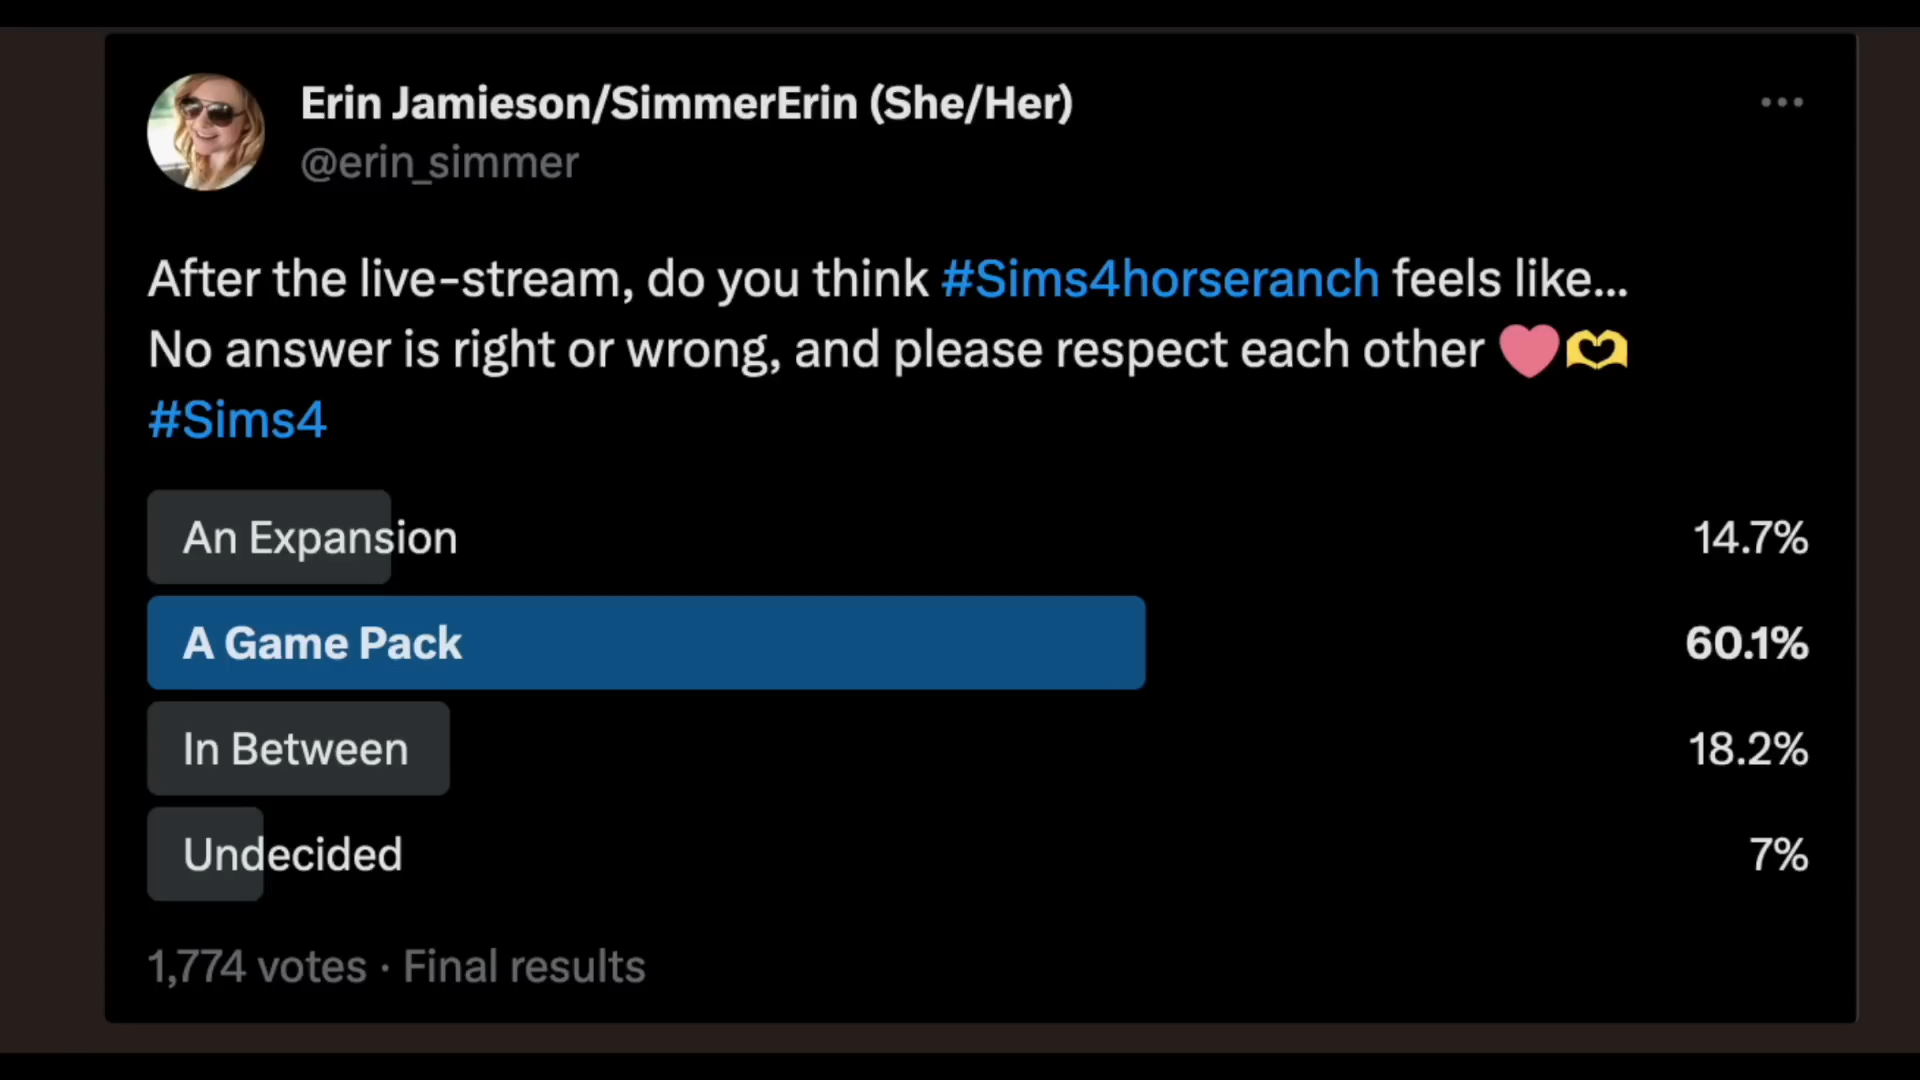 Erin Jamieson/SimmerErin (She/Her)
@erin_simmer
After the live-stream, do you think #Sims4horseranch feels like...
No answer is right or wrong, and please respect each other 🩷🫶
#Sims4
An Expansion 14.7%
A Game Pack 60.1%
In Between 18.2%
Undecided 7%
1,774 votes · Final results